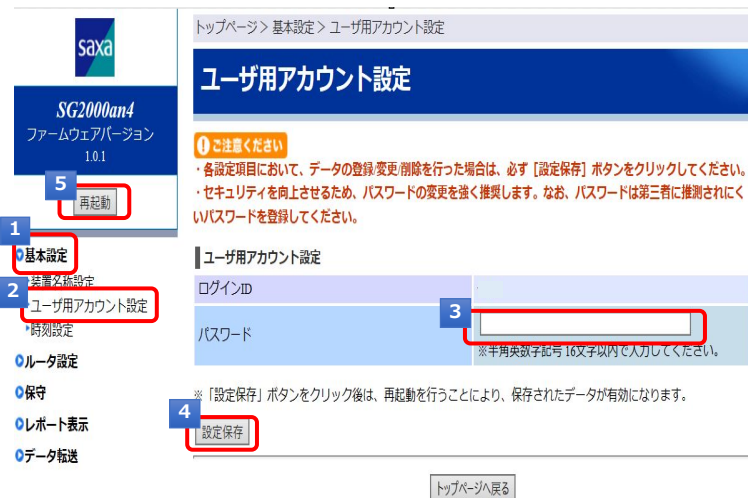 saxa
SG2000an4
ファームウェアバージョン
1.0.1
5
再起動
1
基本設定
装置名称設定
2
ユーザ用アカウント設定
時刻設定
ルータ設定
保守
レポート表示
データ転送
トップページ > 基本設定 > ユーザ用アカウント設定
ユーザ用アカウント設定
ご注意ください
・各設定項目において、データの登録/変更/削除を行った場合は、必ず [設定保存] ボタンをクリックしてください。
・セキュリティを向上させるため、パスワードの変更を強く推奨します。なお、パスワードは第三者に推測されにく
いパスワードを登録してください。
ユーザ用アカウント設定
ログインID
パスワード
3
※半角英数字記号 16文字以内で入力してください。
※「設定保存」ボタンをクリック後は、再起動を行うことにより、保存されたデータが有効になります。
4
設定保存
トップページへ戻る